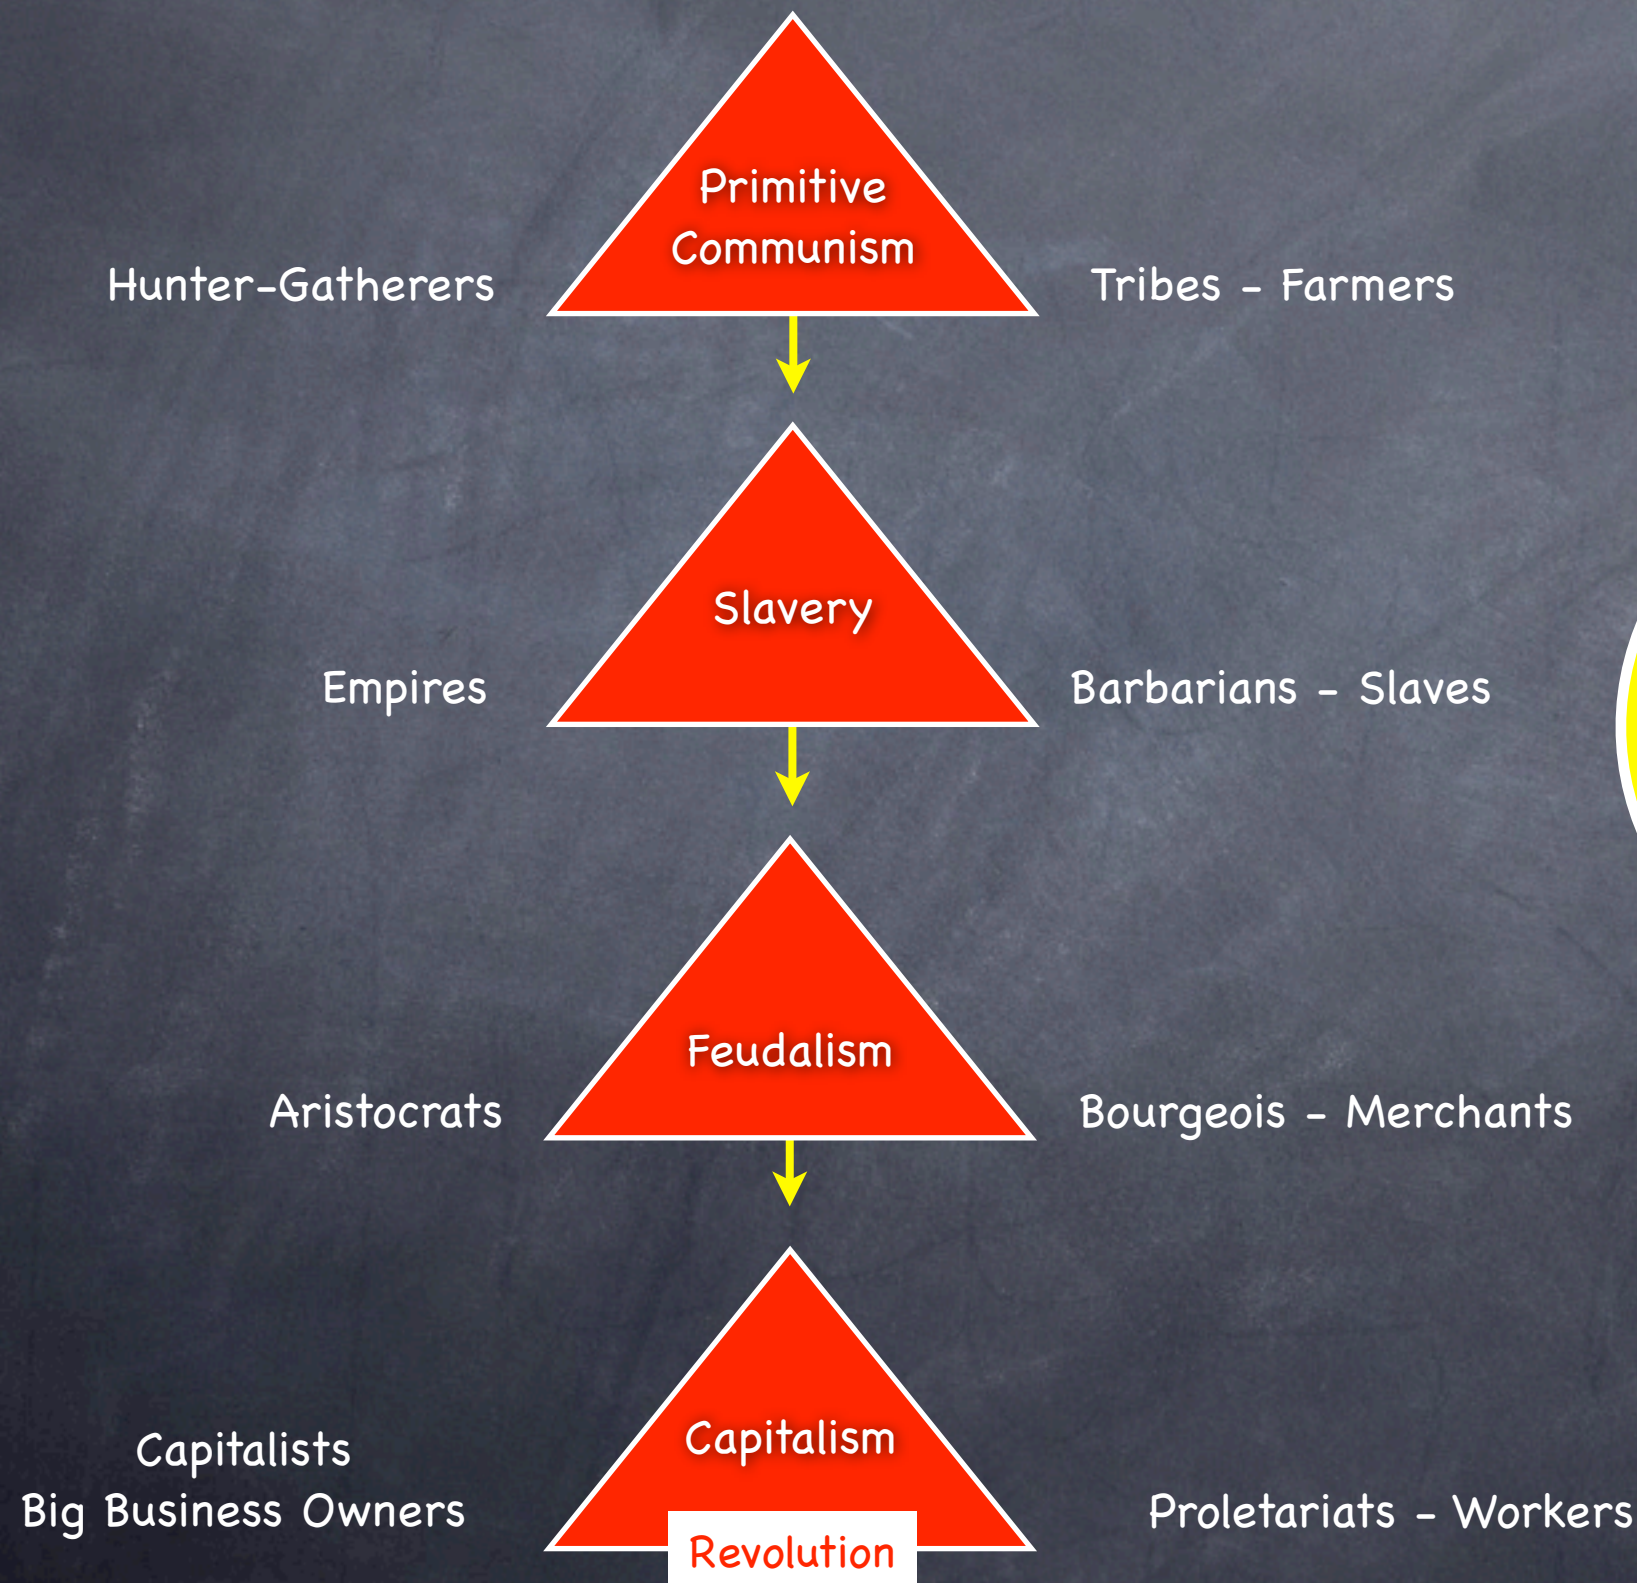 Primitive
Communism
Hunter-Gatherers
Tribes - Farmers
Slavery
Empires
Barbarians - Slaves
Feudalism
Aristocrats
Bourgeois - Merchants
Capitalism
Capitalists
Big Business Owners
Proletariats - Workers
Revolution